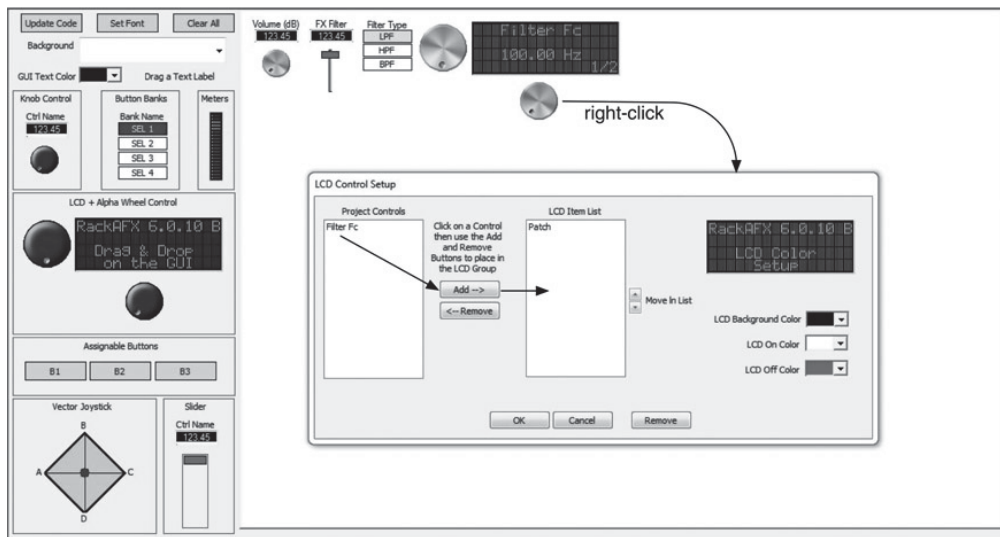 Update Code
Set Font
Clear All
Background
GUI Text Color
Drag a Text Label
Knob Control
Ctrl Name
123.45
Button Banks
Bank Name
SEL 1
SEL 2
SEL 3
SEL 4
Meters
LCD + Alpha Wheel Control
RackAFX 6.0.10 B
Drag & Drop
on the GUI
Assignable Buttons
B1
B2
B3
Vector Joystick
B
A
C
D
Slider
Ctrl Name
123.45
Volume (dB)
123.45
FX Filter
123.45
Filter Type
LPF
HPF
BPF
Filter Fc
100.00 Hz
1/2
right-click
LCD Control Setup
Project Controls
Filter Fc
Click on a Control
then use the Add
and Remove
Buttons to place in
the LCD Group
Add -->
<-- Remove
LCD Item List
Patch
Move In List
RackAFX 6.0.10 B
LCD Color
Setup
LCD Background Color
LCD On Color
LCD Off Color
OK
Cancel
Remove